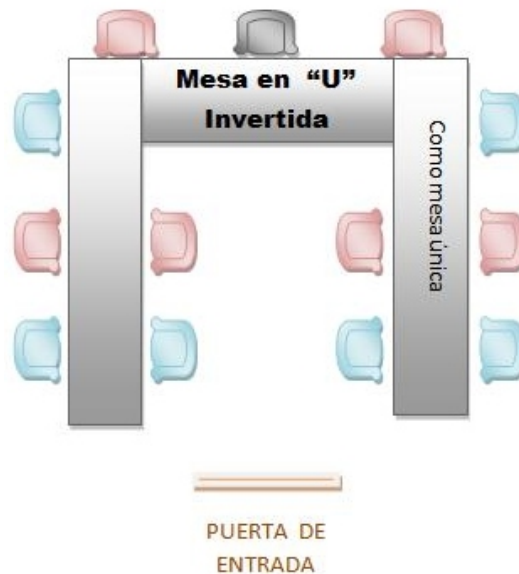 Mesa en “U”
Invertida
Como mesa única
PUERTA DE
ENTRADA